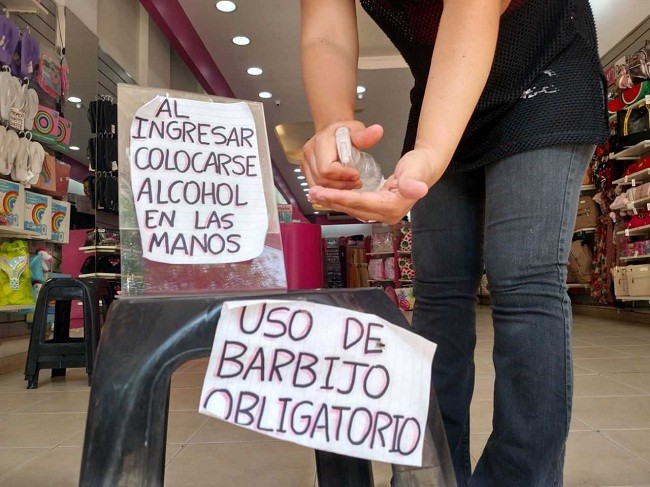 AL
INGRESAR
COLOCARSE
ALCOHOL
EN LAS
MANOS
USO DE
BARBIJO
OBLIGATORIO